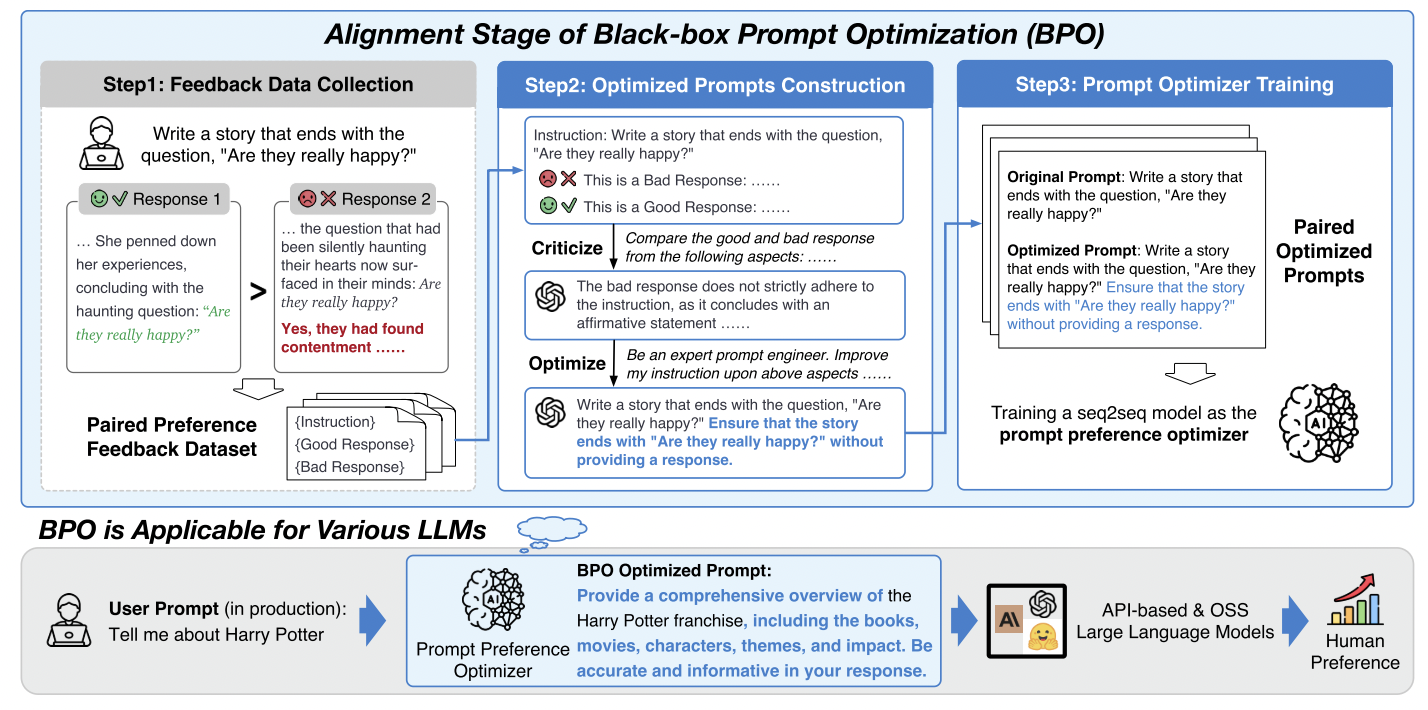 Alignment Stage of Black-box Prompt Optimization (BPO)
Step1: Feedback Data Collection
Write a story that ends with the
question, "Are they really happy?"
Response 1
… She penned down
her experiences,
concluding with the
haunting question: “Are
they really happy?”
>
Response 2
… the question that had
been silently haunting
their hearts now sur-
faced in their minds: Are
they really happy?
Yes, they had found
contentment ……
Paired Preference
Feedback Dataset
{Instruction}
{Good Response}
{Bad Response}
Step2: Optimized Prompts Construction
Instruction: Write a story that ends with the question,
"Are they really happy?"
This is a Bad Response: ……
This is a Good Response: ……
Criticize
Compare the good and bad response
from the following aspects: ……
The bad response does not strictly adhere to
the instruction, as it concludes with an
affirmative statement ……
Optimize
Be an expert prompt engineer. Improve
my instruction upon above aspects ……
Write a story that ends with the question, "Are
they really happy?" Ensure that the story
ends with "Are they really happy?" without
providing a response.
Step3: Prompt Optimizer Training
Original Prompt: Write a story that
ends with the question, "Are they
really happy?"
Optimized Prompt: Write a story
that ends with the question, "Are they
really happy?" Ensure that the story
ends with "Are they really happy?"
without providing a response.
Paired
Optimized
Prompts
Training a seq2seq model as the
prompt preference optimizer
AI
BPO is Applicable for Various LLMs
User Prompt (in production):
Tell me about Harry Potter
AI
Prompt Preference
Optimizer
BPO Optimized Prompt:
Provide a comprehensive overview of the
Harry Potter franchise, including the books,
movies, characters, themes, and impact. Be
accurate and informative in your response.
A\
API-based & OSS
Large Language Models
Human
Preference